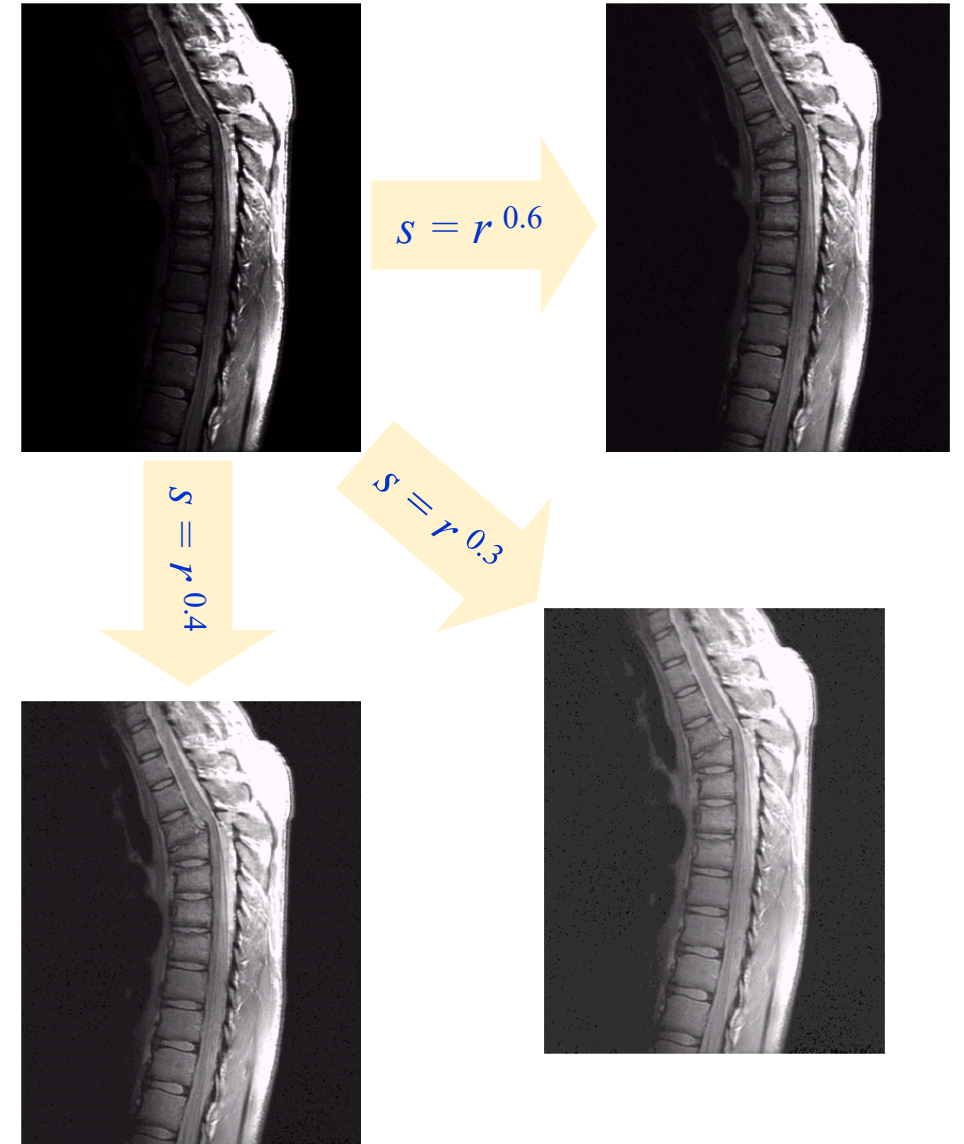 s = r 0.6
s = r 0.3
s = r 0.4